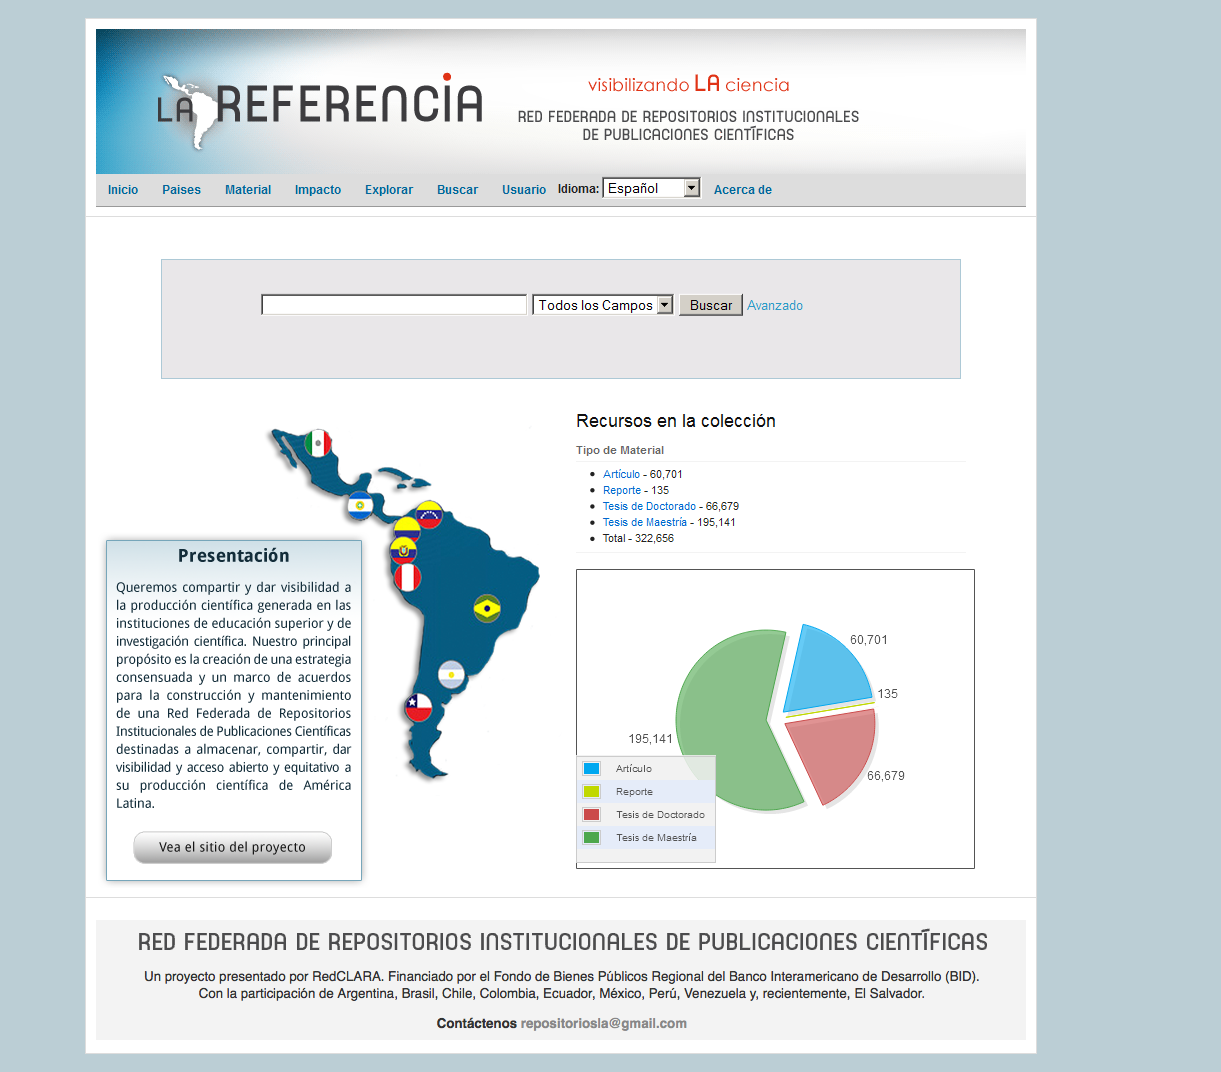 LA REFERENCIA
visibilizando LA ciencia
RED FEDERADA DE REPOSITORIOS INSTITUCIONALES
DE PUBLICACIONES CIENTÍFICAS
Inicio Paises Material Impacto Explorar Buscar Usuario Idioma: Español Acerca de
Todos los Campos Buscar Avanzado
Recursos en la colección
Tipo de Material
Artículo - 60,701
Reporte - 135
Tesis de Doctorado - 66,679
Tesis de Maestría - 195,141
Total - 322,656
Presentación
Queremos compartir y dar visibilidad a
la producción científica generada en las
instituciones de educación superior y de
investigación científica. Nuestro principal
propósito es la creación de una estrategia
consensuada y un marco de acuerdos
para la construcción y mantenimiento
de una Red Federada de Repositorios
Institucionales de Publicaciones Científicas
destinadas a almacenar, compartir, dar
visibilidad y acceso abierto y equitativo a
su producción científica de América
Latina.
Vea el sitio del proyecto
60,701
135
195,141
66,679
Artículo
Reporte
Tesis de Doctorado
Tesis de Maestría
RED FEDERADA DE REPOSITORIOS INSTITUCIONALES DE PUBLICACIONES CIENTÍFICAS
Un proyecto presentado por RedCLARA. Financiado por el Fondo de Bienes Públicos Regional del Banco Interamericano de Desarrollo (BID).
Con la participación de Argentina, Brasil, Chile, Colombia, Ecuador, México, Perú, Venezuela y, recientemente, El Salvador.
Contáctenos repositoriosla@gmail.com